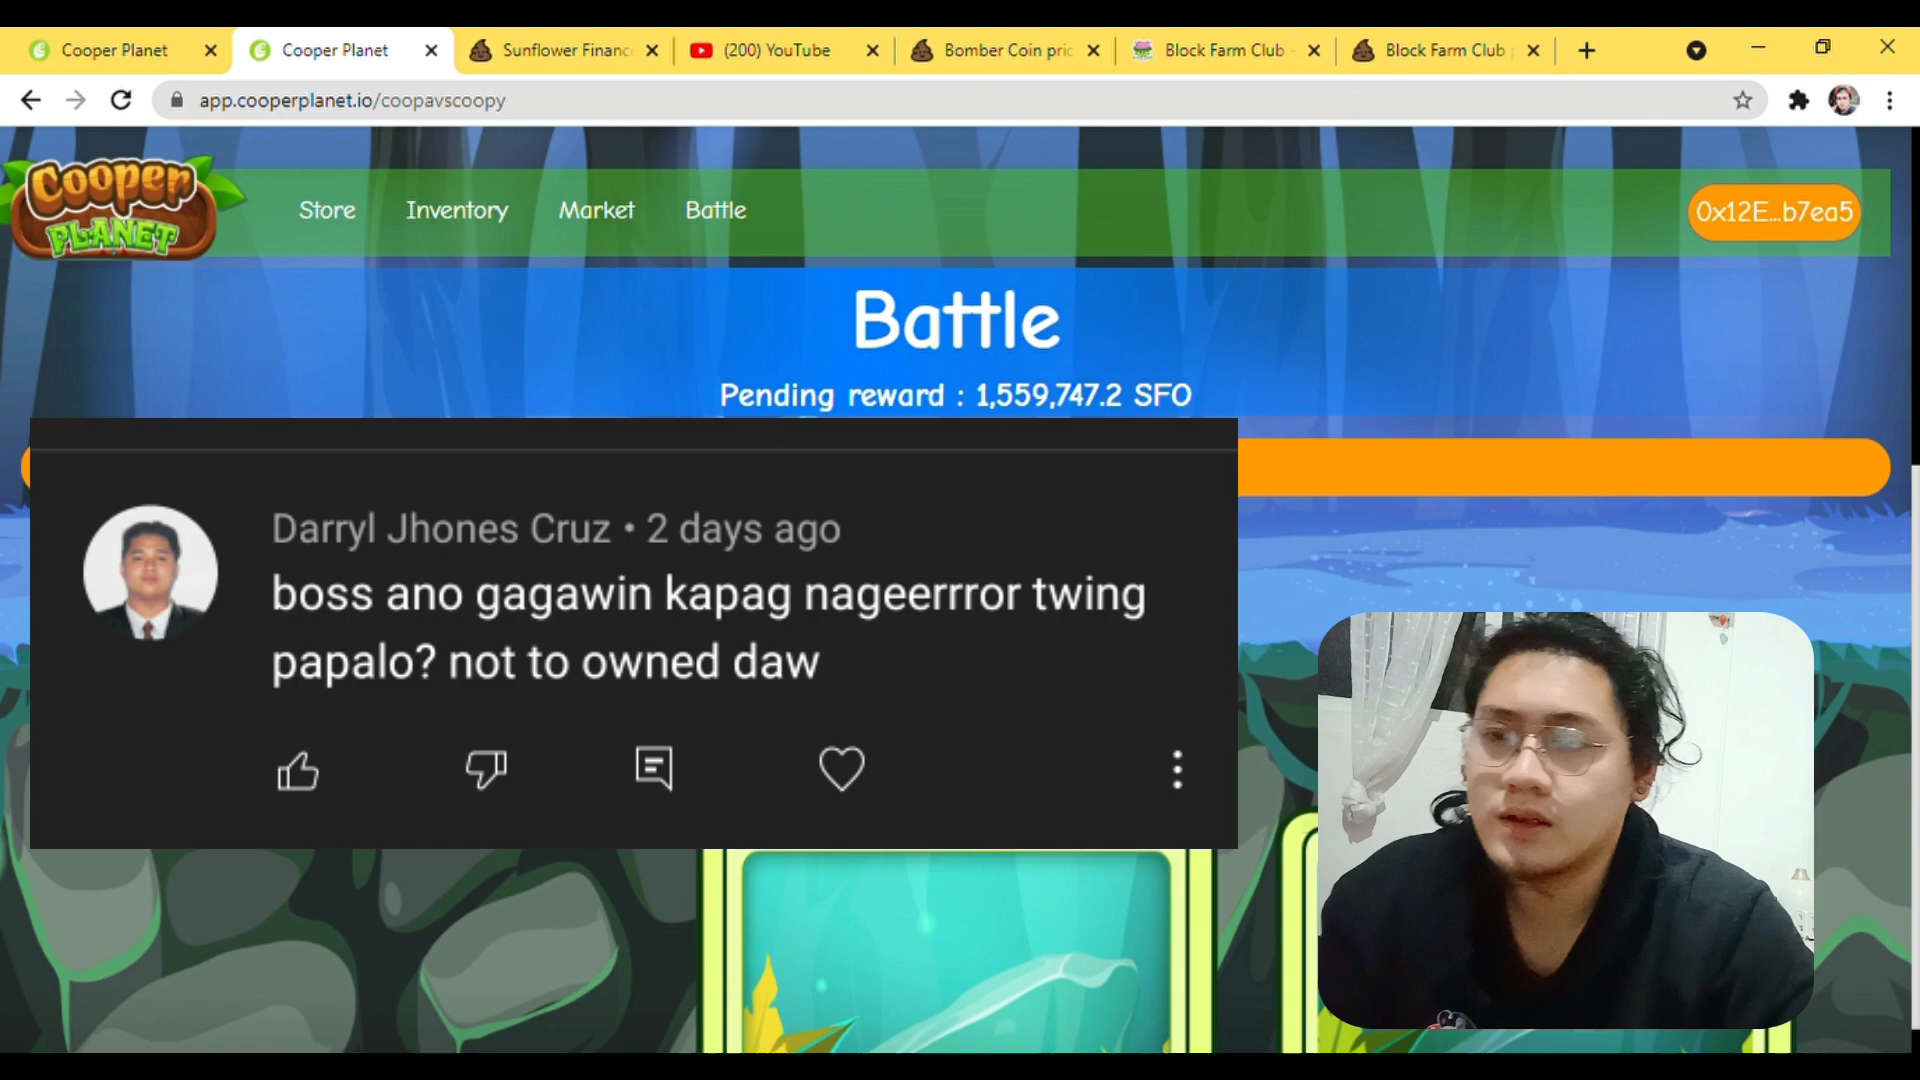 Cooper Planet
Cooper Planet
Sunflower Financ
(200) YouTube
Bomber Coin pric
Block Farm Club -
Block Farm Club p
app.cooperplanet.io/coopavscoopy
Cooper
PLANET
Store
Inventory
Market
Battle
0x12E...b7ea5
Battle
Pending reward : 1,559,747.2 SFO
Darryl Jhones Cruz • 2 days ago
boss ano gagawin kapag nageerrror twing
papalo? not to owned daw